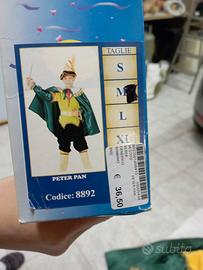 TAGLIE
S
M
L
XL
PETER PAN
Codice: 8892
€ 36,50
subito